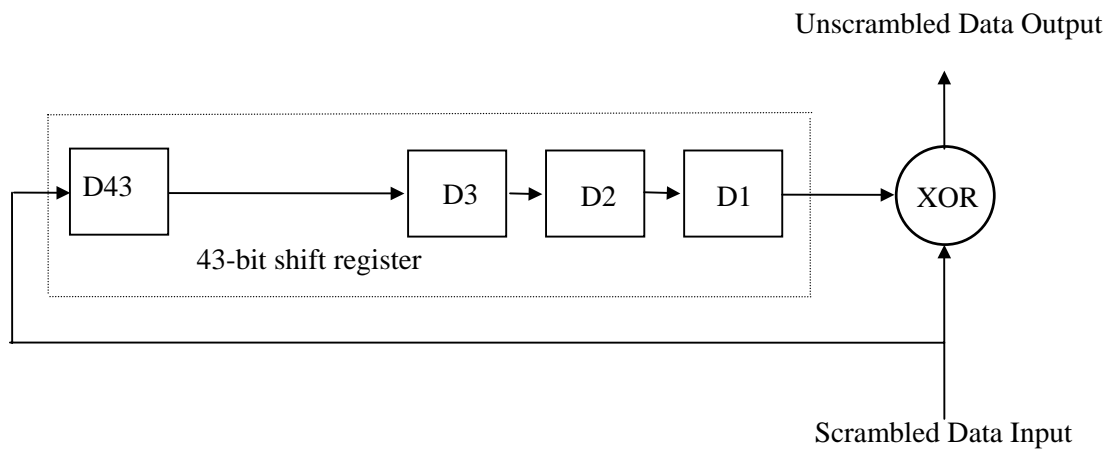 Unscrambled Data Output
D43
D3
D2
D1
XOR
43-bit shift register
Scrambled Data Input